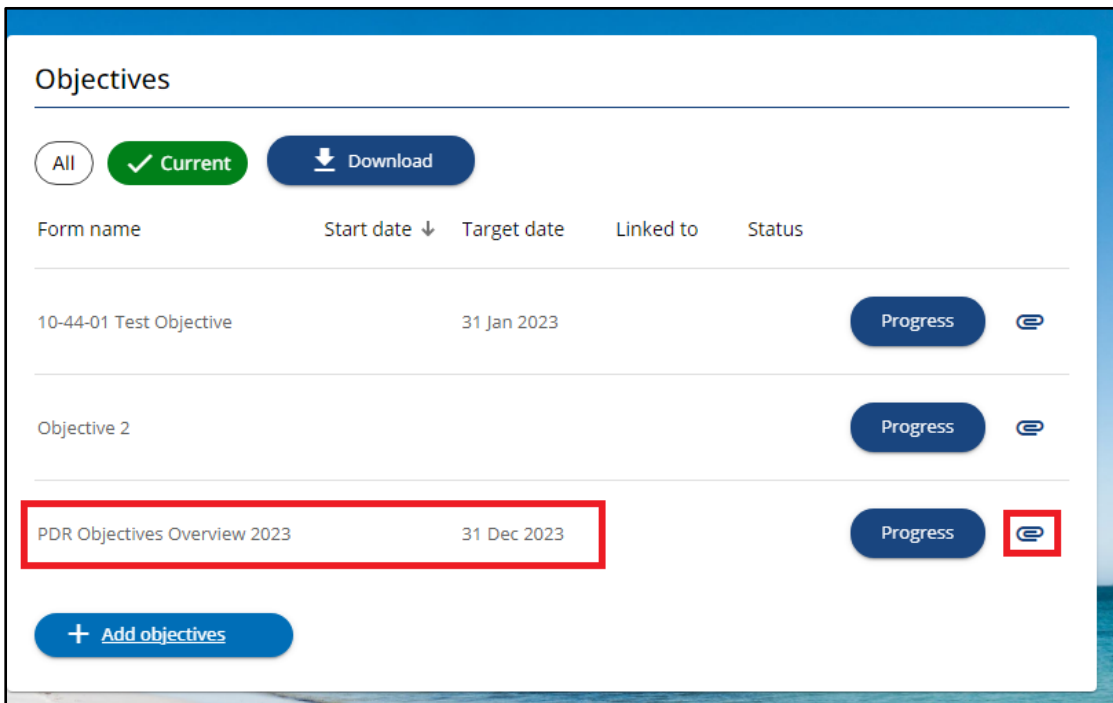 Objectives
All Current Download
Form name Start date Target date Linked to Status
10-44-01 Test Objective 31 Jan 2023 Progress
Objective 2 Progress
PDR Objectives Overview 2023 31 Dec 2023 Progress
Add objectives